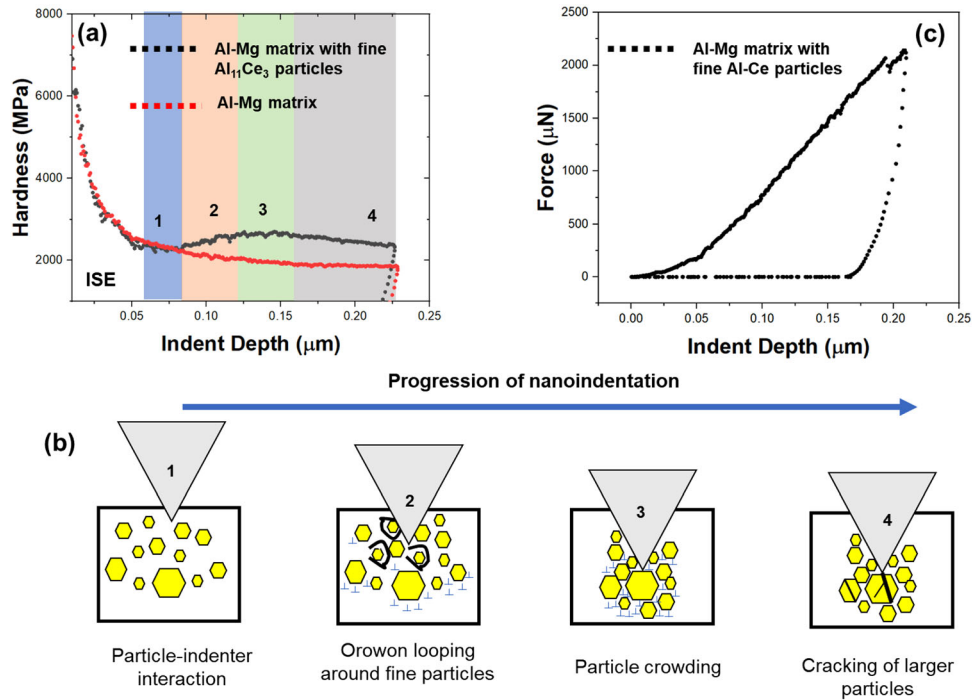 (a)
Al-Mg matrix with fine
Al₁₁Ce₃ particles
Al-Mg matrix
8000
6000
4000
2000
Hardness (MPa)
1
2
3
4
ISE
0.05
0.10
0.15
0.20
0.25
Indent Depth (μm)
(c)
Al-Mg matrix with
fine Al-Ce particles
2500
2000
1500
1000
500
0
Force (μN)
0.00
0.05
0.10
0.15
0.20
0.25
Indent Depth (μm)
Progression of nanoindentation
(b)
1
2
3
4
Particle-indenter
interaction
Orowon looping
around fine particles
Particle crowding
Cracking of larger
particles